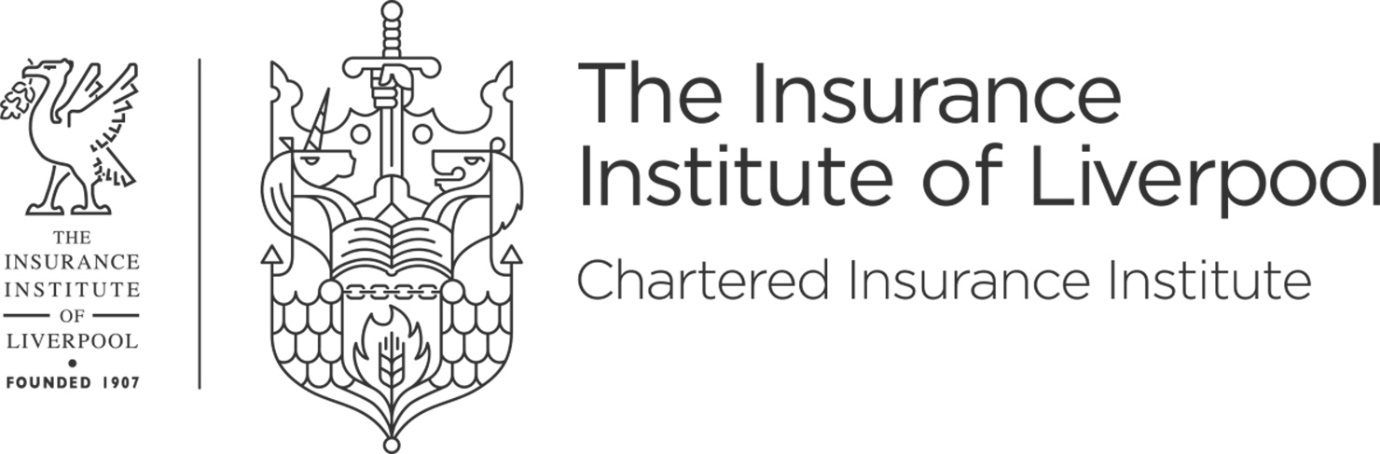 THE
INSURANCE
INSTITUTE
OF
LIVERPOOL
FOUNDED 1907
The Insurance
Institute of Liverpool
Chartered Insurance Institute